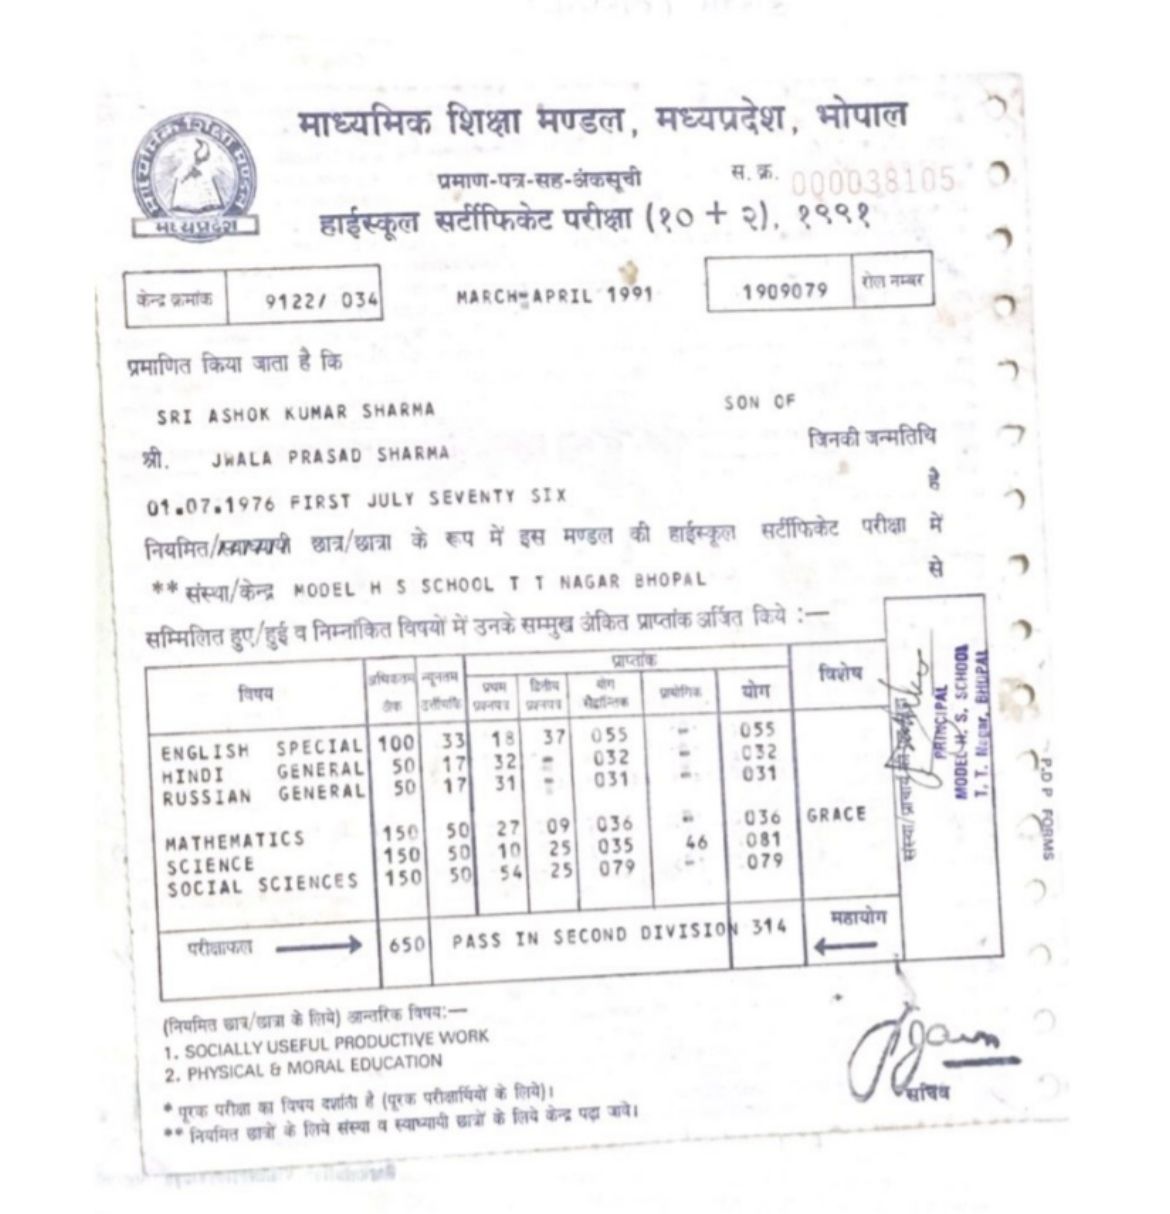 माध्यमिक शिक्षा मण्डल, मध्यप्रदेश, भोपाल
प्रमाण-पत्र-सह-अंकसूची
स. क्र. 000038105
हाईस्कूल सर्टीफिकेट परीक्षा (१० + २), १९९१
मध्यप्रदेश
केन्द्र क्रमांक 9122/ 034 MARCH-APRIL 1991 1909079 रोल नम्बर
प्रमाणित किया जाता है कि
SRI ASHOK KUMAR SHARMA SON OF
श्री. JWALA PRASAD SHARMA जिनकी जन्मतिथि
01.07.1976 FIRST JULY SEVENTY SIX है
नियमित/स्वाध्यायी छात्र/छात्रा के रूप में इस मण्डल की हाईस्कूल सर्टीफिकेट परीक्षा में
** संस्था/केन्द्र MODEL H S SCHOOL T T NAGAR BHOPAL से
सम्मिलित हुए/हुई व निम्नांकित विषयों में उनके सम्मुख अंकित प्राप्तांक अर्जित किये :—
विषय अधिकतम अंक न्यूनतम उत्तीर्णांक प्राप्तांक विशेष
प्रथम प्रश्नपत्र द्वितीय प्रश्नपत्र योग सैद्धान्तिक प्रायोगिक योग
ENGLISH SPECIAL 100 33 18 37 055 - 055
HINDI GENERAL 50 17 32 - 032 - 032
RUSSIAN GENERAL 50 17 31 - 031 - 031
MATHEMATICS 150 50 27 09 036 - 036 GRACE
SCIENCE 150 50 10 25 035 46 081
SOCIAL SCIENCES 150 50 54 25 079 - 079
परीक्षाफल 650 PASS IN SECOND DIVISION 314 महायोग
PRINCIPAL
MODEL H. S. SCHOOL
T. T. Nagar, BHOPAL
P.O P FORMS
(नियमित छात्र/छात्रा के लिये) आन्तरिक विषय:—
1. SOCIALLY USEFUL PRODUCTIVE WORK
2. PHYSICAL & MORAL EDUCATION
* पूरक परीक्षा का विषय दर्शाता है (पूरक परीक्षार्थियों के लिये)।
** नियमित छात्रों के लिये संस्था व स्वाध्यायी छात्रों के लिये केन्द्र पढ़ा जावे।
सचिव